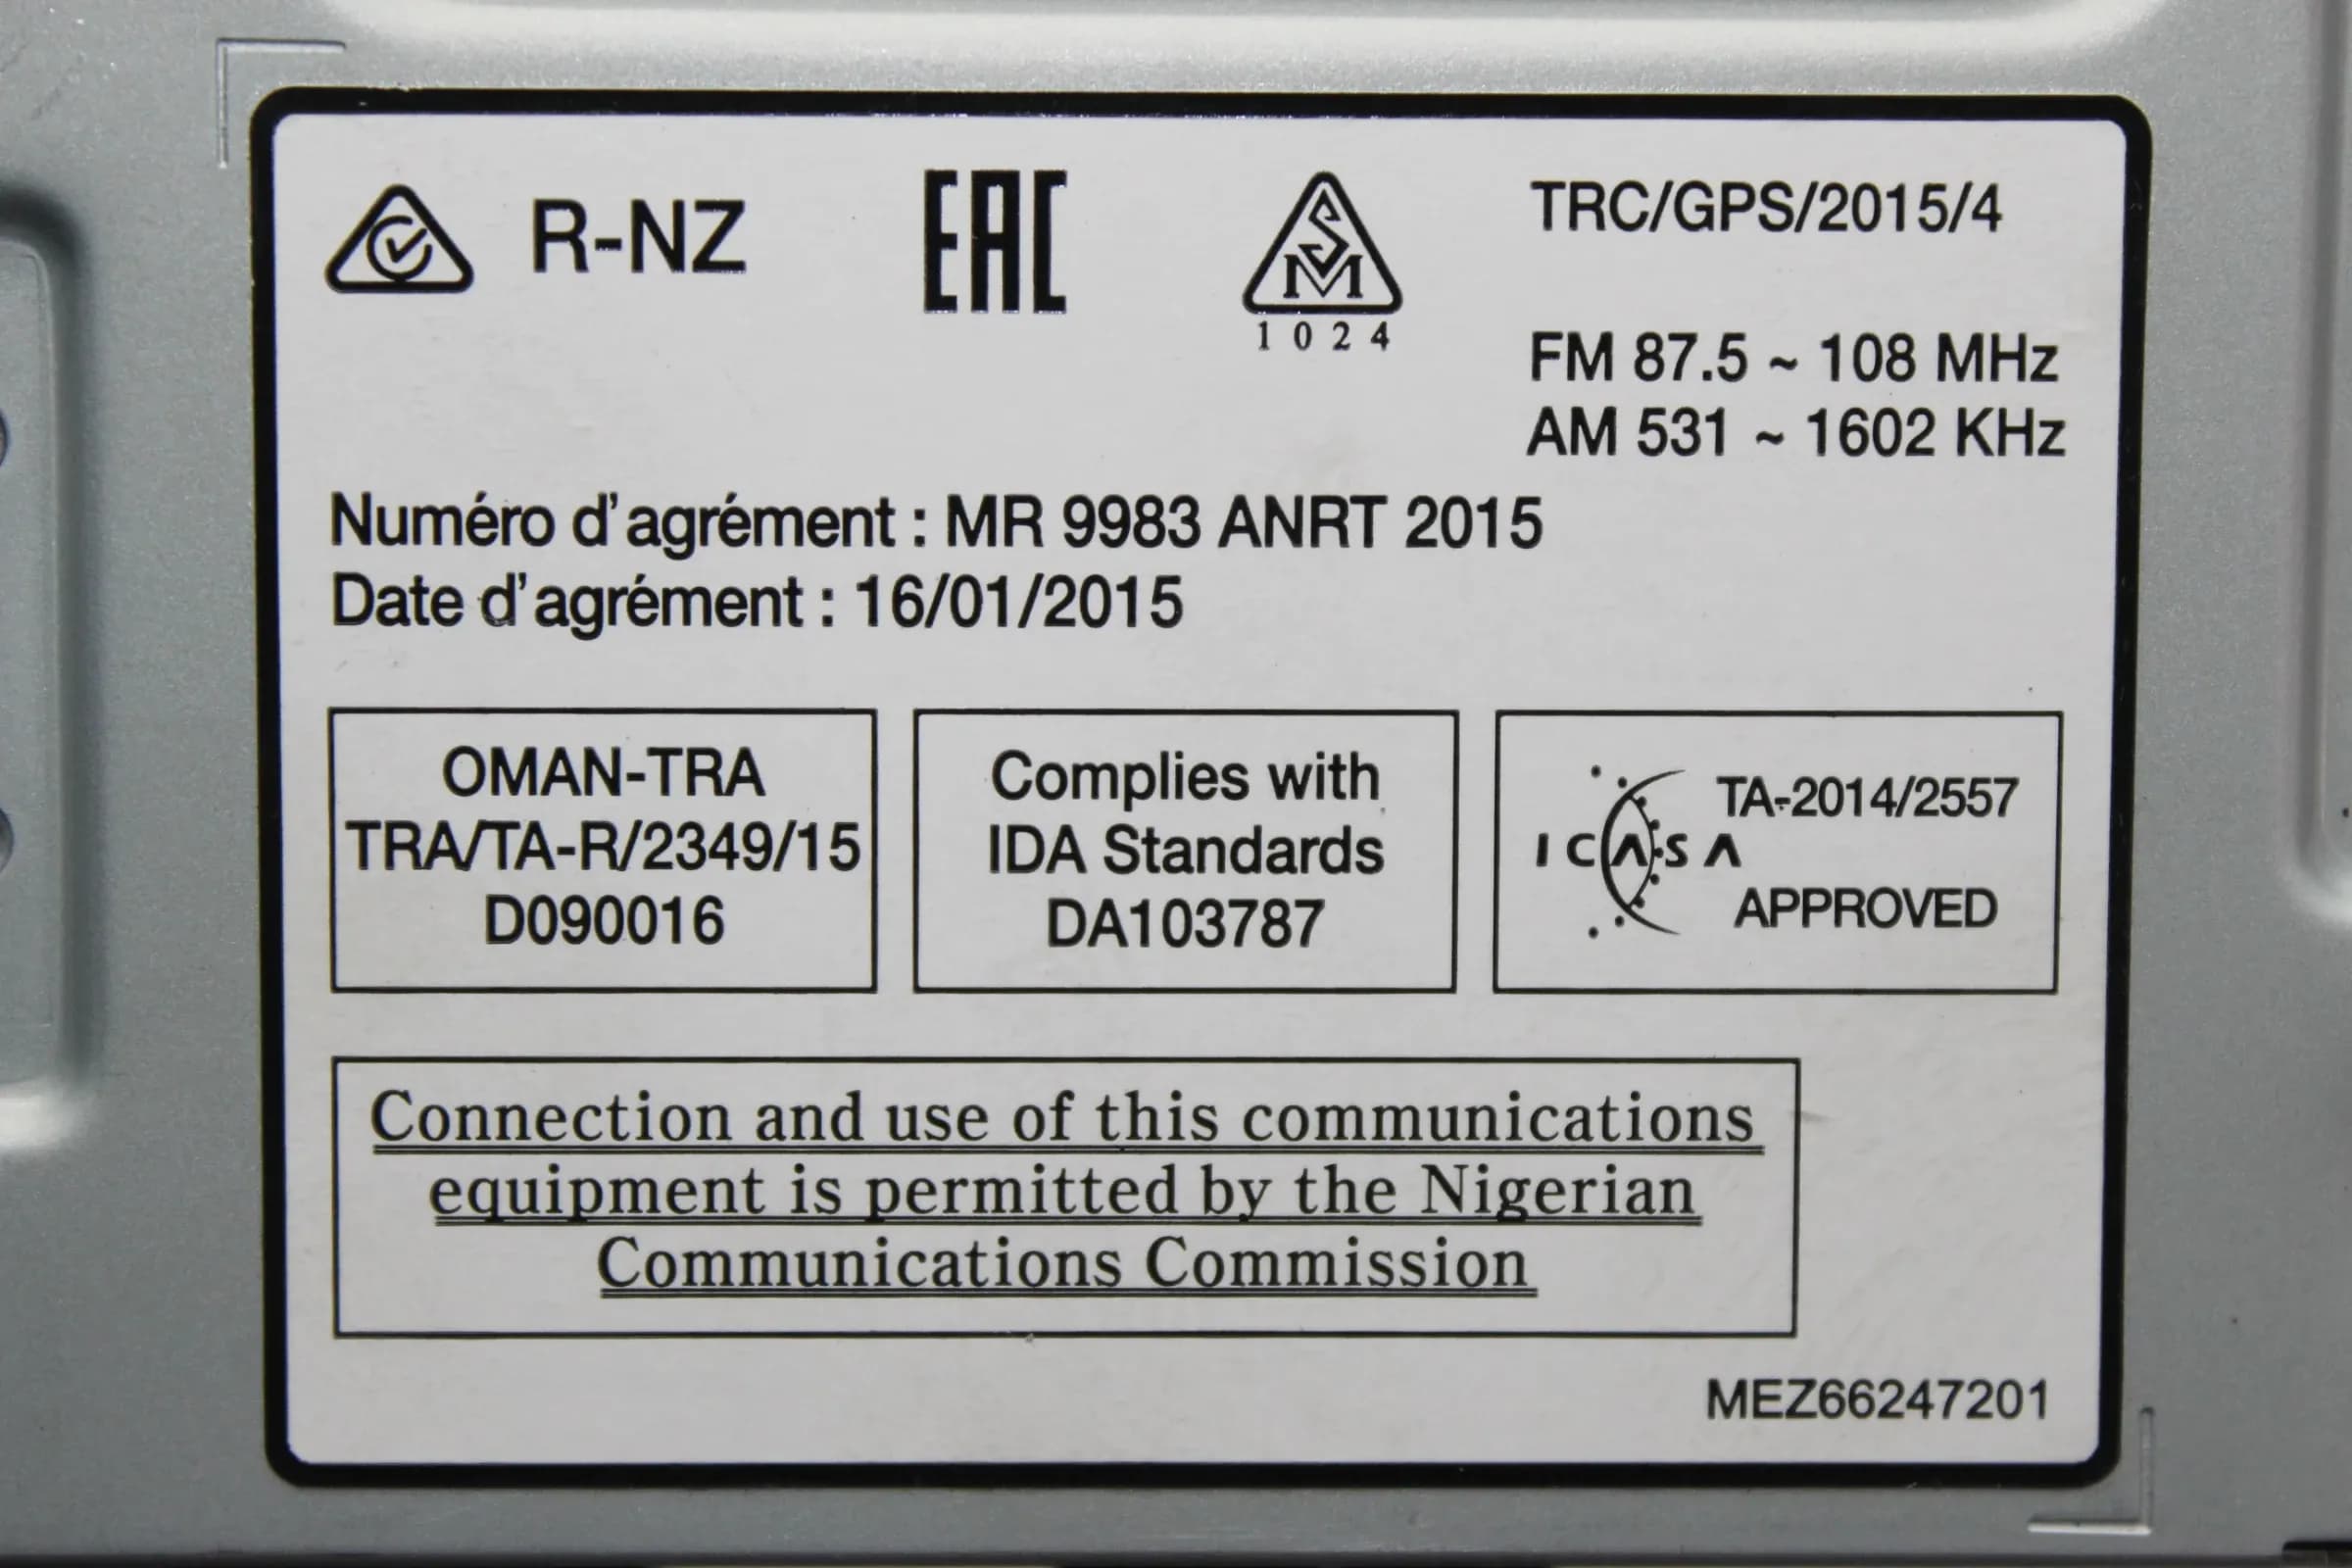 R-NZ
EAC
SM
1024
TRC/GPS/2015/4
FM 87.5 ~ 108 MHz
AM 531 ~ 1602 KHz
Numéro d'agrément : MR 9983 ANRT 2015
Date d'agrément : 16/01/2015
OMAN-TRA
TRA/TA-R/2349/15
D090016
Complies with
IDA Standards
DA103787
TA-2014/2557
ICASA
APPROVED
Connection and use of this communications
equipment is permitted by the Nigerian
Communications Commission
MEZ66247201